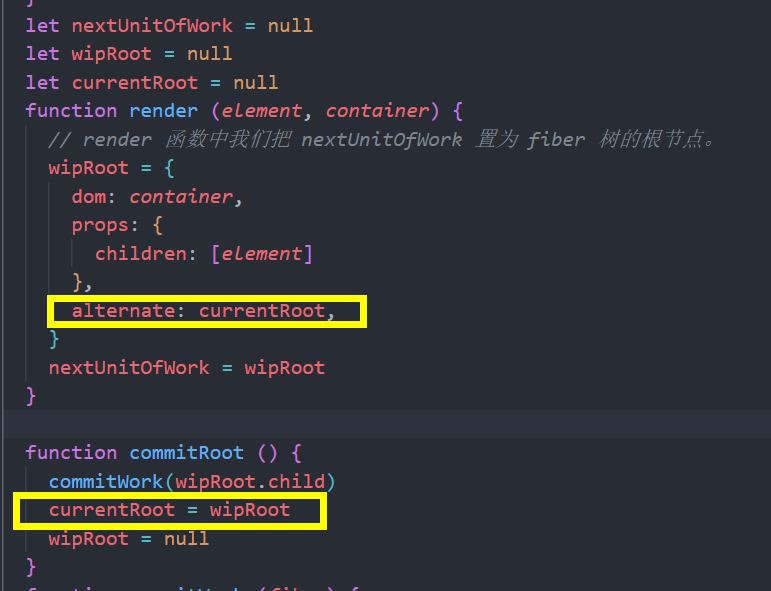 }
let nextUnitOfWork = null
let wipRoot = null
let currentRoot = null
function render (element, container) {
// render 函数中我们把 nextUnitOfWork 置为 fiber 树的根节点。
wipRoot = {
dom: container,
props: {
children: [element]
},
alternate: currentRoot,
}
nextUnitOfWork = wipRoot
}
function commitRoot () {
commitWork(wipRoot.child)
currentRoot = wipRoot
wipRoot = null
}